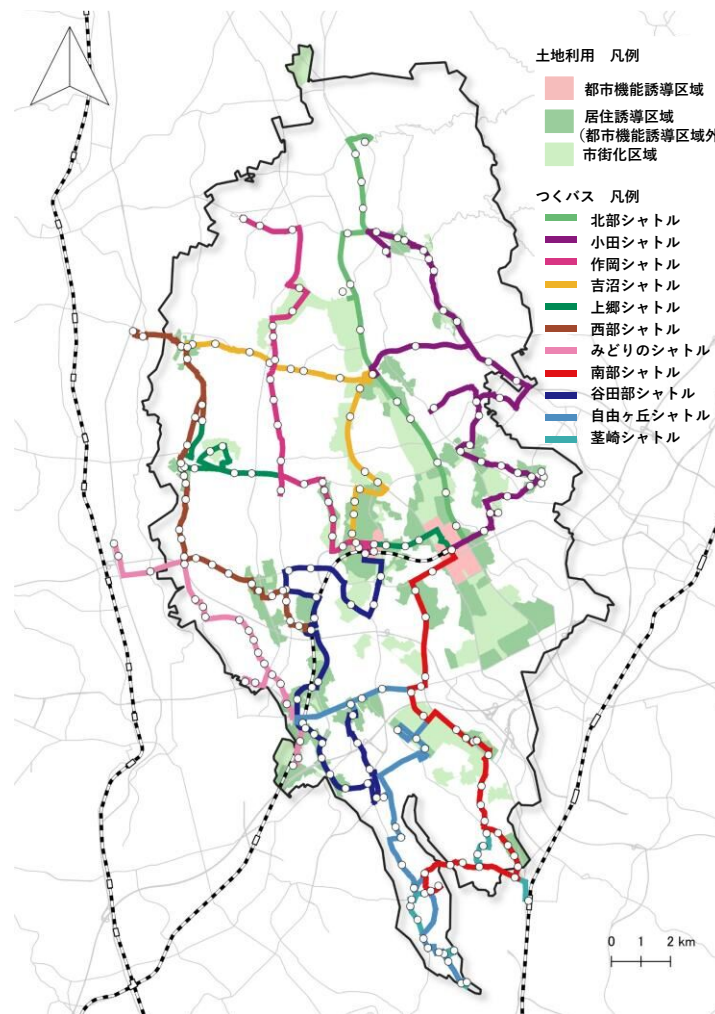 土地利用　凡例
都市機能誘導区域
居住誘導区域
(都市機能誘導区域外
市街化区域
つくバス　凡例
北部シャトル
小田シャトル
作岡シャトル
吉沼シャトル
上郷シャトル
西部シャトル
みどりのシャトル
南部シャトル
谷田部シャトル
自由ヶ丘シャトル
茎崎シャトル
0 1 2 km